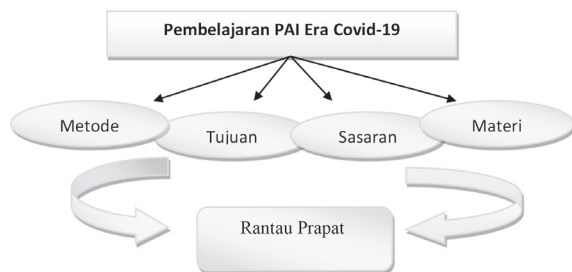 Pembelajaran PAI Era Covid-19
Metode
Tujuan
Sasaran
Materi
Rantau Prapat